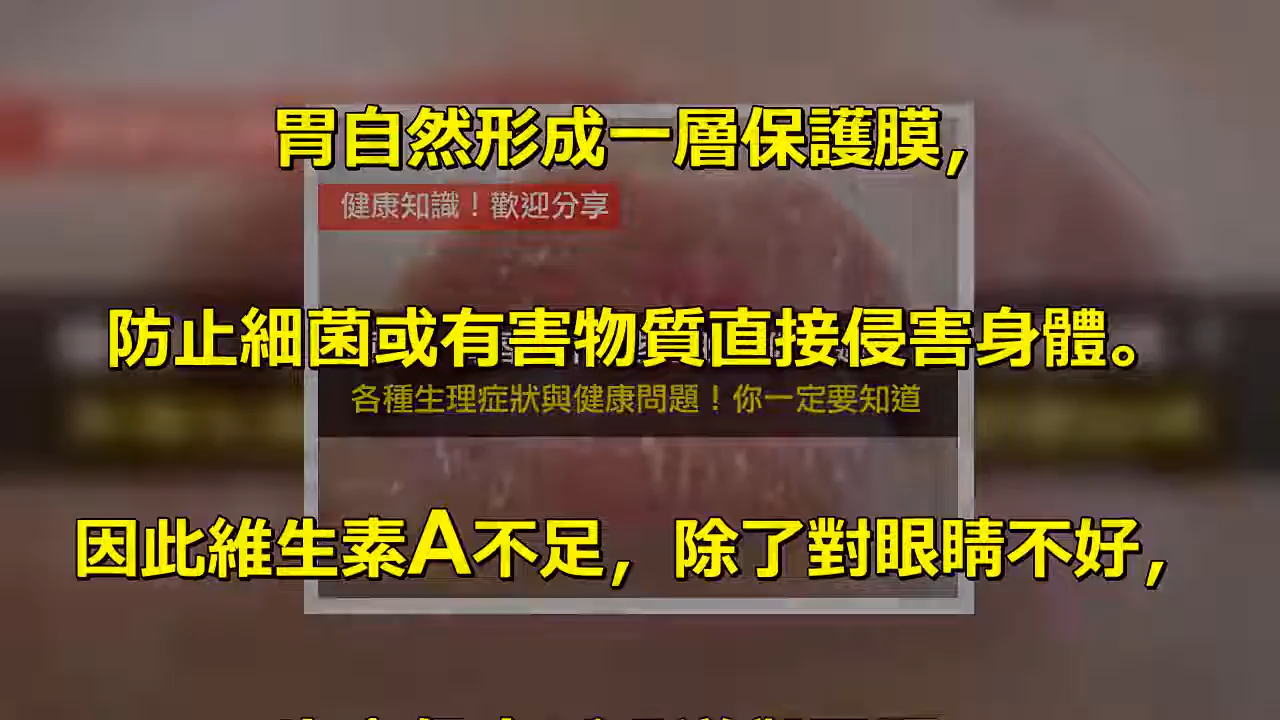 胃自然形成一層保護膜，
健康知識！歡迎分享
防止細菌或有害物質直接侵害身體。
各種生理症狀與健康問題！你一定要知道
因此維生素A不足，除了對眼睛不好，